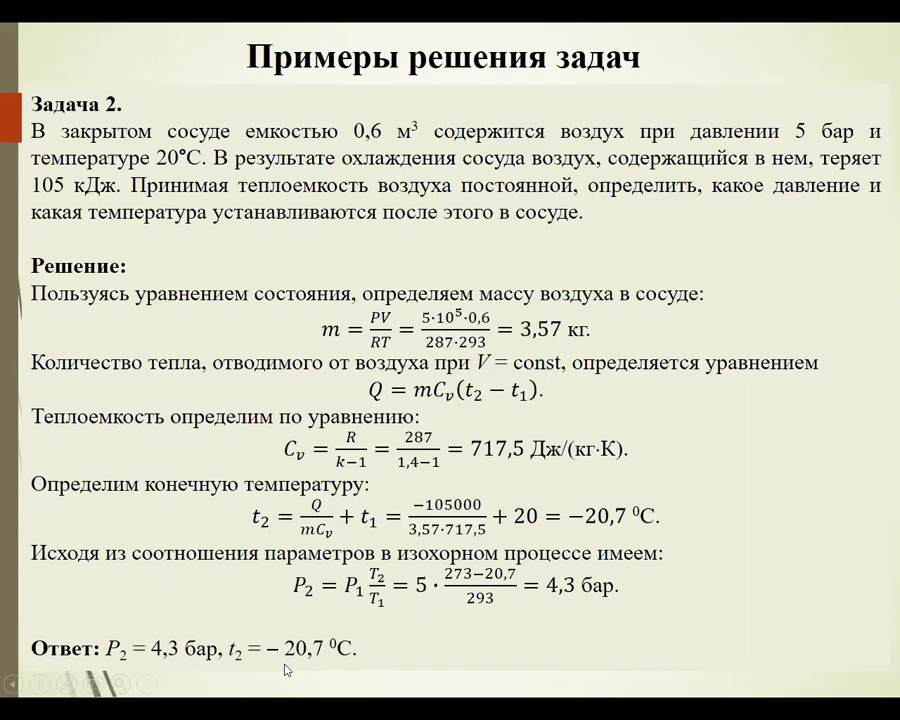 Примеры решения задач
Задача 2.
В закрытом сосуде емкостью 0,6 м³ содержится воздух при давлении 5 бар и
температуре 20°С. В результате охлаждения сосуда воздух, содержащийся в нем, теряет
105 кДж. Принимая теплоемкость воздуха постоянной, определить, какое давление и
какая температура устанавливаются после этого в сосуде.
Решение:
Пользуясь уравнением состояния, определяем массу воздуха в сосуде:
m = PV/RT = 5·10⁵·0,6/287·293 = 3,57 кг.
Количество тепла, отводимого от воздуха при V = const, определяется уравнением
Q = mCᵥ(t₂ − t₁).
Теплоемкость определим по уравнению:
Cᵥ = R/k−1 = 287/1,4−1 = 717,5 Дж/(кг·К).
Определим конечную температуру:
t₂ = Q/mCᵥ + t₁ = −105000/3,57·717,5 + 20 = −20,7 ⁰С.
Исходя из соотношения параметров в изохорном процессе имеем:
P₂ = P₁ T₂/T₁ = 5 · 273−20,7/293 = 4,3 бар.
Ответ: P₂ = 4,3 бар, t₂ = – 20,7 ⁰С.